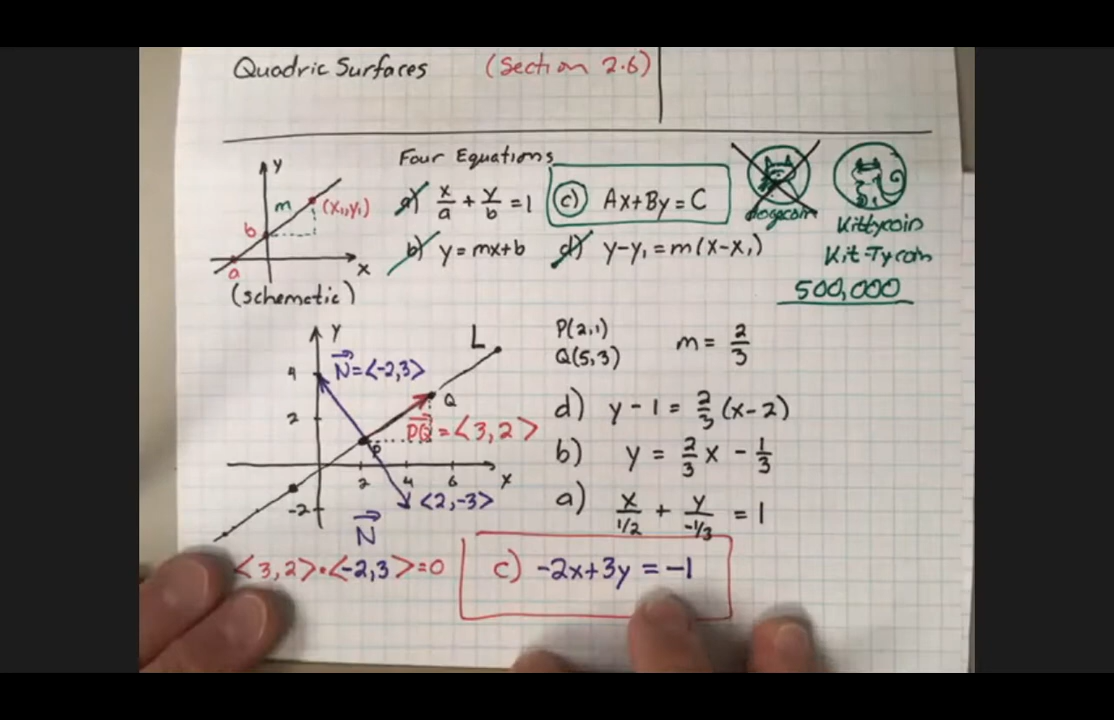 Quadric Surfaces (Section 2.6)
Four Equations
y
m
(x₁,y₁)
b
a
x
(schematic)
a) x/a + y/b = 1
c) Ax+By = C
b) y = mx+b
d) y-y₁ = m(x-x₁)
dogecoin
Kittycoin
Kit-Tycoin
500,000
y
L
4
N⃗ = <-2,3>
2
Q
PQ⃗ = <3,2>
P
2 4 6 x
-2
<2,-3>
N⃗
<3,2>•<-2,3>=0
P(2,1)
Q(5,3)
m = 2/3
d) y - 1 = 2/3 (x-2)
b) y = 2/3 x - 1/3
a) x/1/2 + y/-1/3 = 1
c) -2x+3y = -1